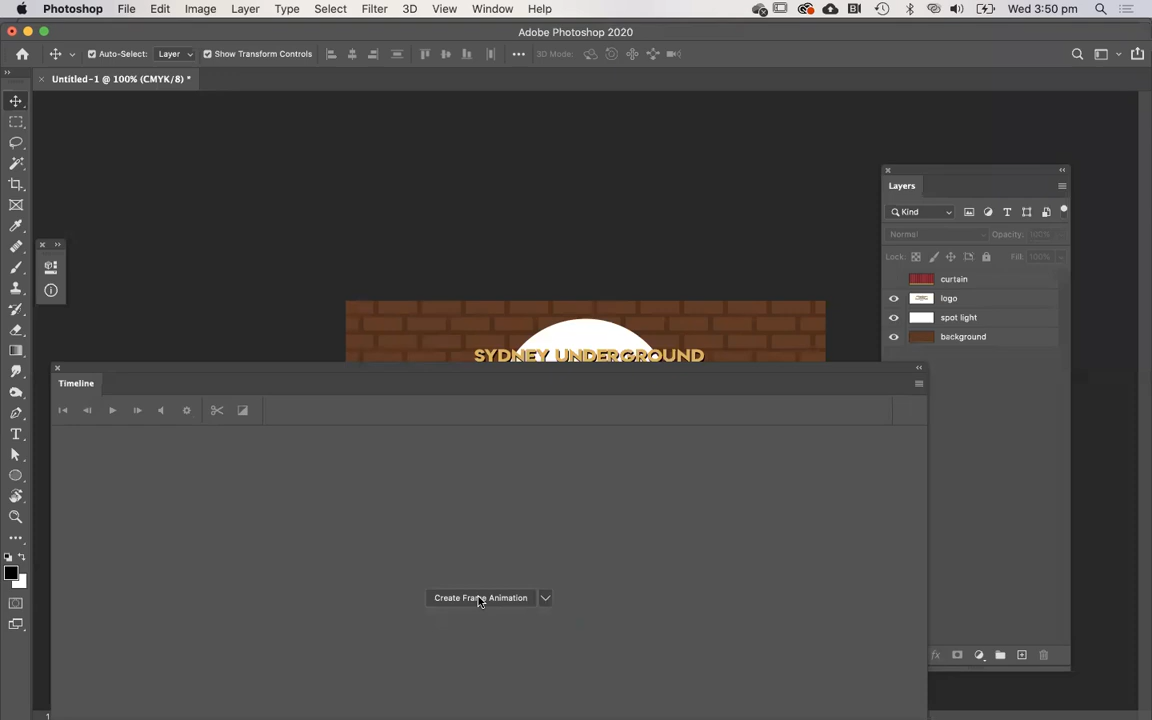 Photoshop File Edit Image Layer Type Select Filter 3D View Window Help Wed 3:50 pm
Adobe Photoshop 2020
Auto-Select: Layer Show Transform Controls 3D Mode:
Untitled-1 @ 100% (CMYK/8) *
Layers
Kind
Normal Opacity: 100%
Lock: Fill: 100%
curtain
logo
spot light
background
SYDNEY UNDERGROUND
Timeline
Create Frame Animation
fx
1